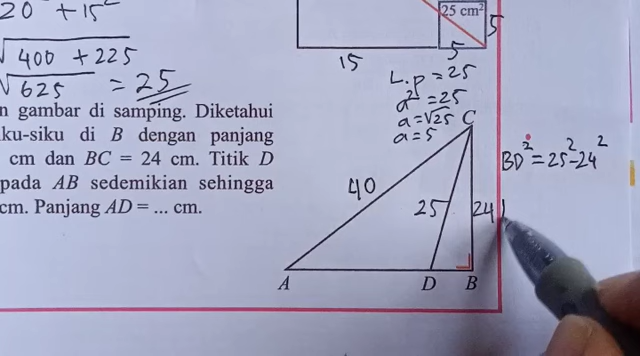 20 + 15²
√400 + 225
√625 = 25
25 cm²
5
5
15
L.p = 25
a² = 25
a = √25
a = 5
n gambar di samping. Diketahui
ku-siku di B dengan panjang
cm dan BC = 24 cm. Titik D
pada AB sedemikian sehingga
cm. Panjang AD = ... cm.
C
40
25
24
A
D
B
BD² = 25² - 24²